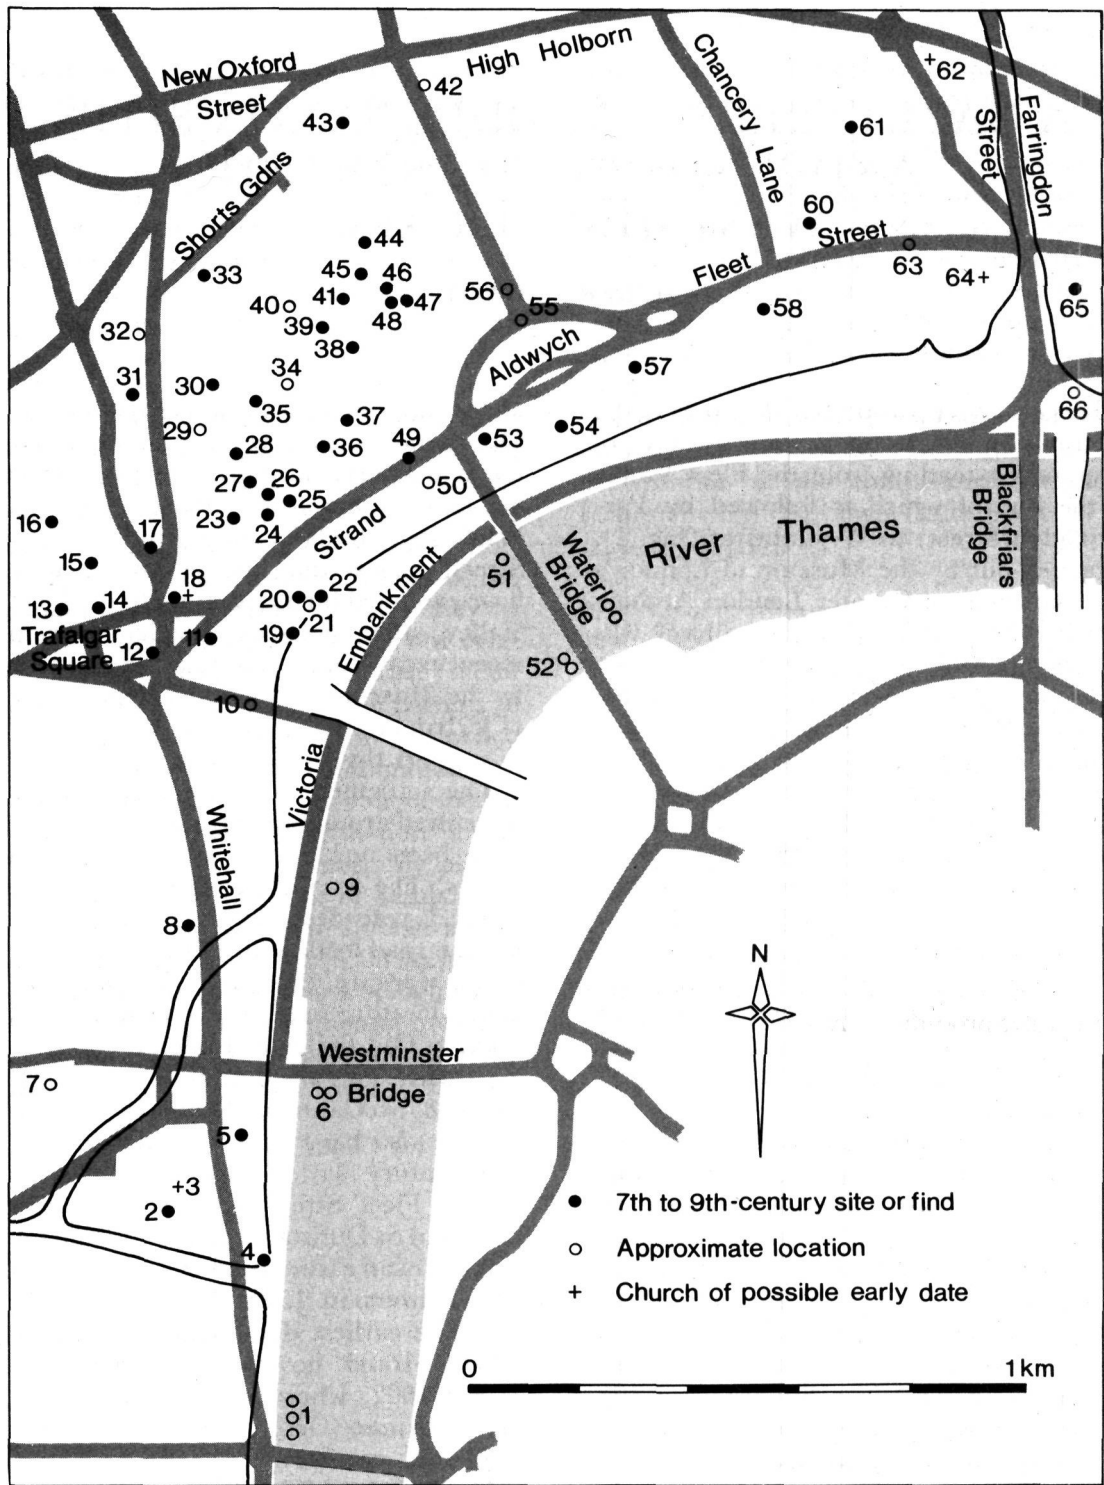 New Oxford
Street
High Holborn
42
43
Chancery Lane
+62
61
Farringdon
Street
Shorts Gdns
60
Street
44
45
46
33
Fleet
63
64+
56
55
40
41
47
48
65
39
58
32
38
Aldwych
34
57
31
30
35
66
29
37
28
36
49
53
54
27
26
25
50
Blackfriars
Bridge
16
23
24
Strand
River Thames
17
15
51
Waterloo
Bridge
18
+
13
14
20
22
21
Embankment
Trafalgar
Square
11
19
12
52
10
Victoria
Whitehall
9
8
N
Westminster
7
Bridge
6
5
+3
2
7th to 9th-century site or find
4
Approximate location
+ Church of possible early date
0
1km
1